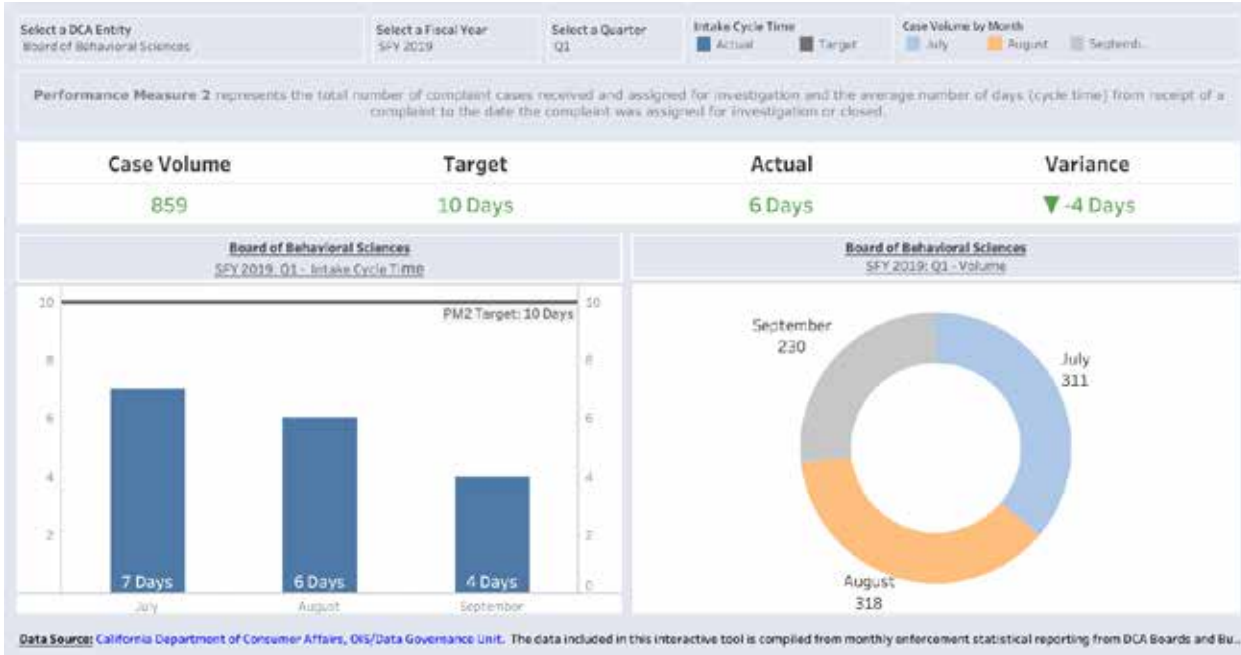 Select a DCA Entity
Board of Behavioral Sciences
Select a Fiscal Year
SFY 2019
Select a Quarter
Q1
Intake Cycle Time
Actual
Target
Case Volume by Month
July
August
Septemb..
Performance Measure 2 represents the total number of complaint cases received and assigned for investigation and the average number of days (cycle time) from receipt of a
complaint to the date the complaint was assigned for investigation or closed.
Case Volume
Target
Actual
Variance
859
10 Days
6 Days
▼ -4 Days
Board of Behavioral Sciences
SFY 2019: Q1 - Intake Cycle Time
Board of Behavioral Sciences
SFY 2019: Q1 - Volume
10
10
PM2 Target: 10 Days
8
8
6
6
4
4
2
2
0
7 Days
6 Days
4 Days
July
August
September
September
230
July
311
August
318
Data Source: California Department of Consumer Affairs, OIS/Data Governance Unit. The data included in this interactive tool is compiled from monthly enforcement statistical reporting from DCA Boards and Bu..